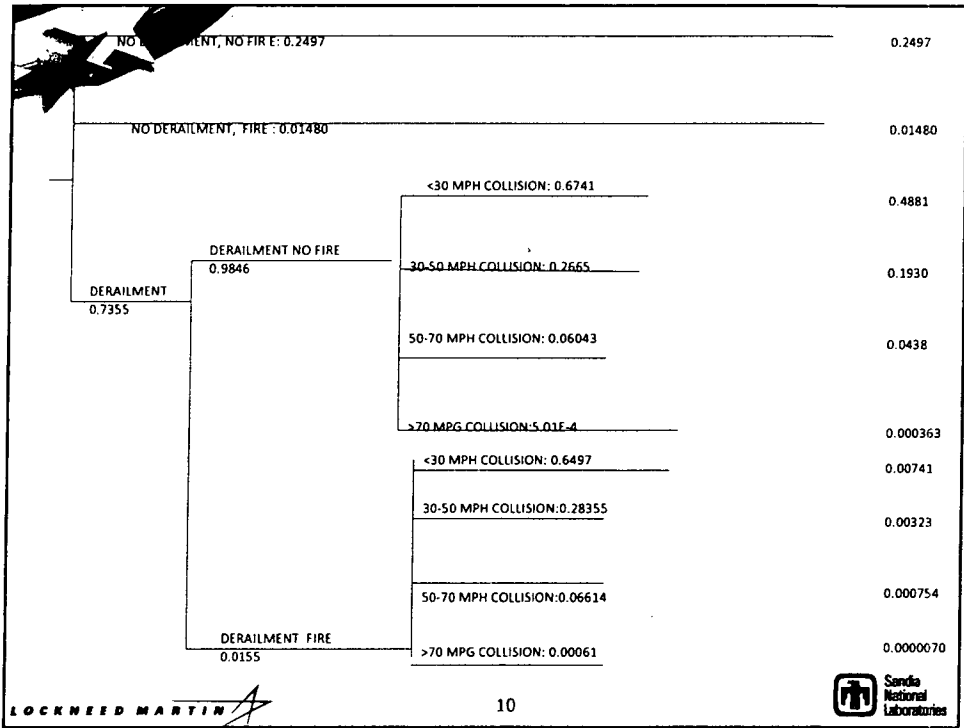 NO DERAILMENT, NO FIR E: 0.2497 0.2497
NO DERAILMENT, FIRE : 0.01480 0.01480
<30 MPH COLLISION: 0.6741 0.4881
DERAILMENT NO FIRE
0.9846
30-50 MPH COLLISION: 0.2665 0.1930
DERAILMENT
0.7355
50-70 MPH COLLISION: 0.06043 0.0438
>70 MPG COLLISION:5.01E-4 0.000363
<30 MPH COLLISION: 0.6497 0.00741
30-50 MPH COLLISION:0.28355 0.00323
50-70 MPH COLLISION:0.06614 0.000754
DERAILMENT FIRE
0.0155
>70 MPG COLLISION: 0.00061 0.0000070
LOCKHEED MARTIN
10
Sandia
National
Laboratories